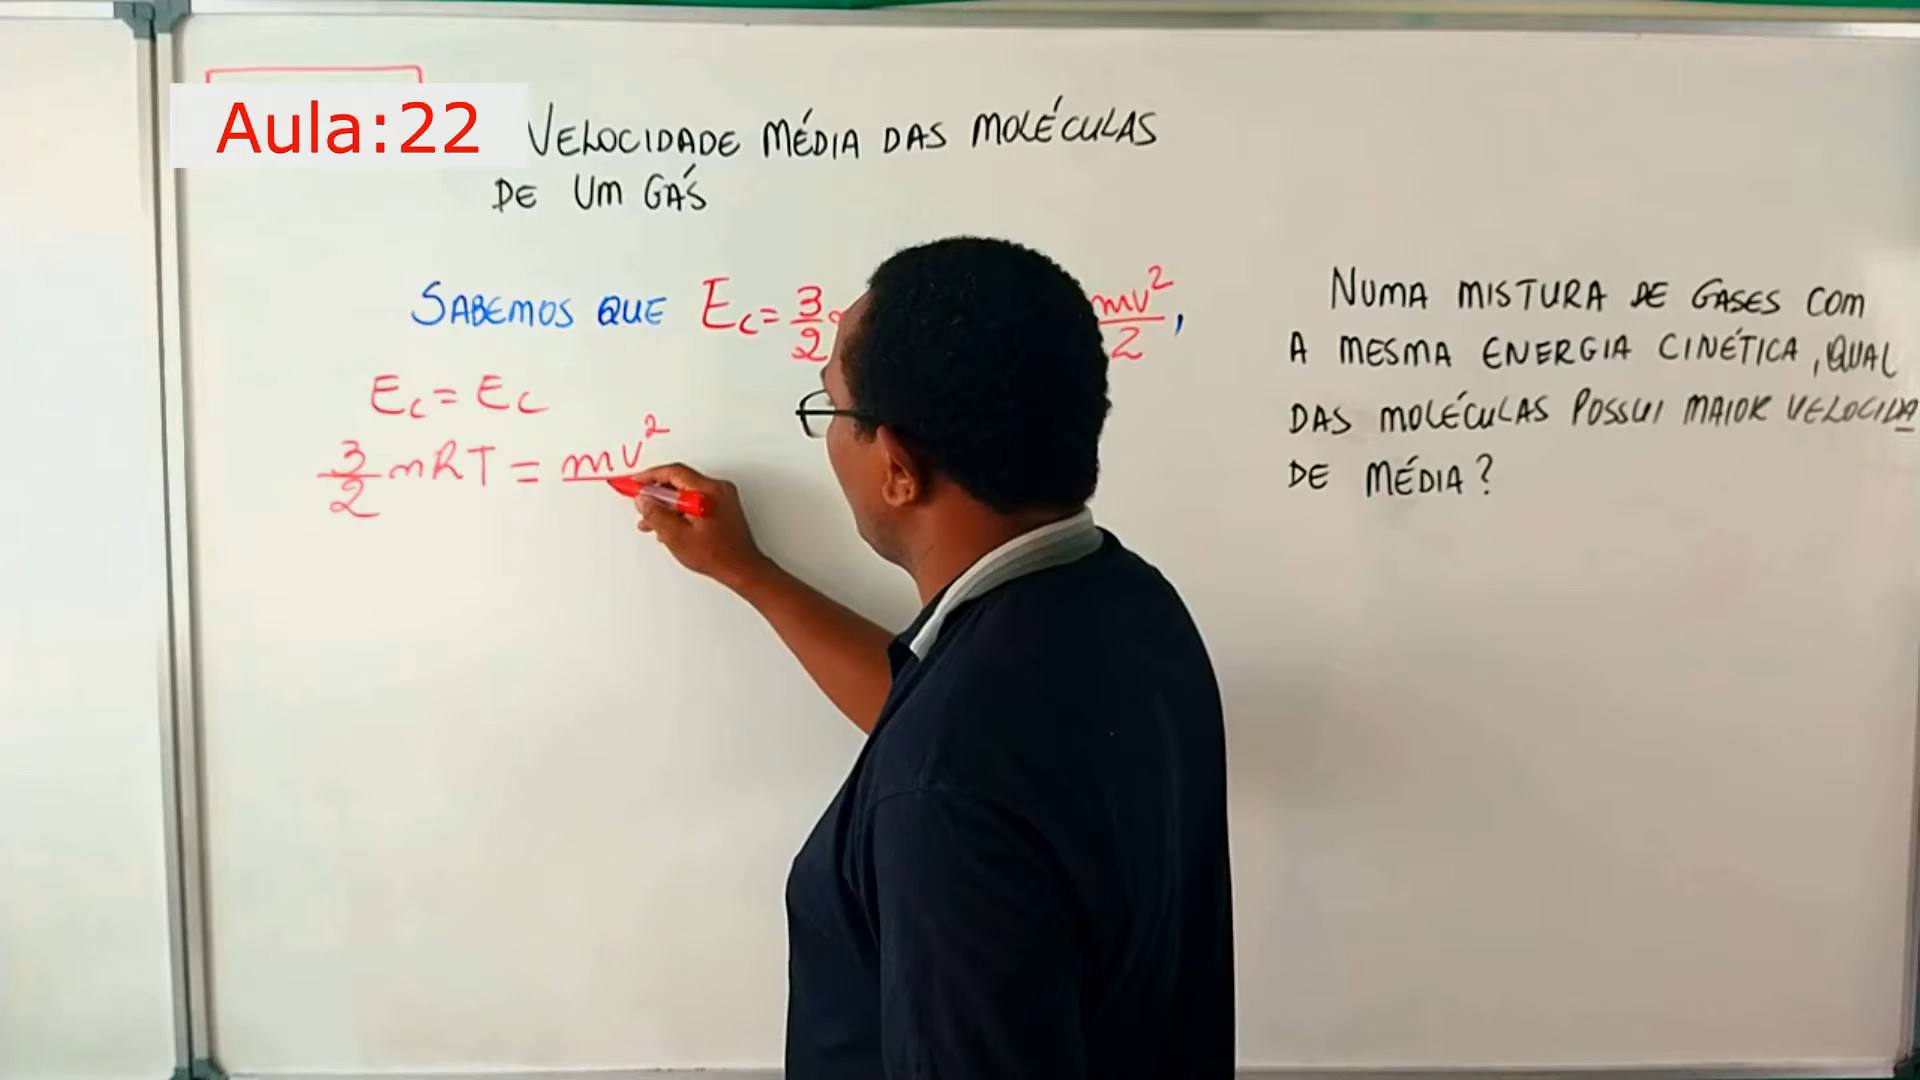 Aula:22
VELOCIDADE MÉDIA DAS MOLÉCULAS
DE UM GÁS
SABEMOS QUE Ec = 3/2 mv²/2,
Ec = Ec
3/2 nRT = mv²
NUMA MISTURA DE GASES COM
A MESMA ENERGIA CINÉTICA, QUAL
DAS MOLÉCULAS POSSUI MAIOR VELOCIDA
DE MÉDIA?